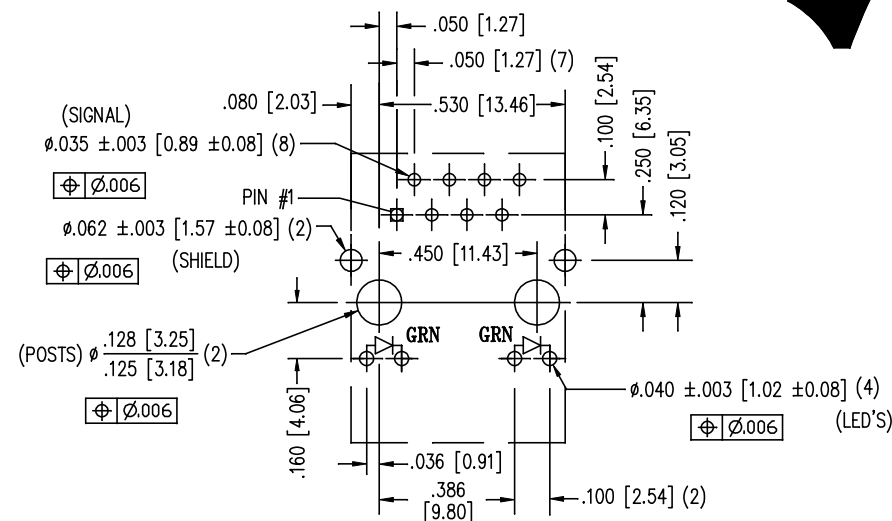 .050 [1.27]
.050 [1.27] (7)
.080 [2.03]
.530 [13.46]
.100 [2.54]
.250 [6.35]
.120 [3.05]
(SIGNAL)
ø.035 ±.003 [0.89 ±0.08] (8)
⌖ Ø.006
PIN #1
ø.062 ±.003 [1.57 ±0.08] (2)
(SHIELD)
⌖ Ø.006
.450 [11.43]
GRN GRN
(POSTS) ø .128 [3.25]
.125 [3.18] (2)
⌖ Ø.006
ø.040 ±.003 [1.02 ±0.08] (4)
(LED'S)
⌖ Ø.006
.160 [4.06]
.036 [0.91]
.386
[9.80]
.100 [2.54] (2)